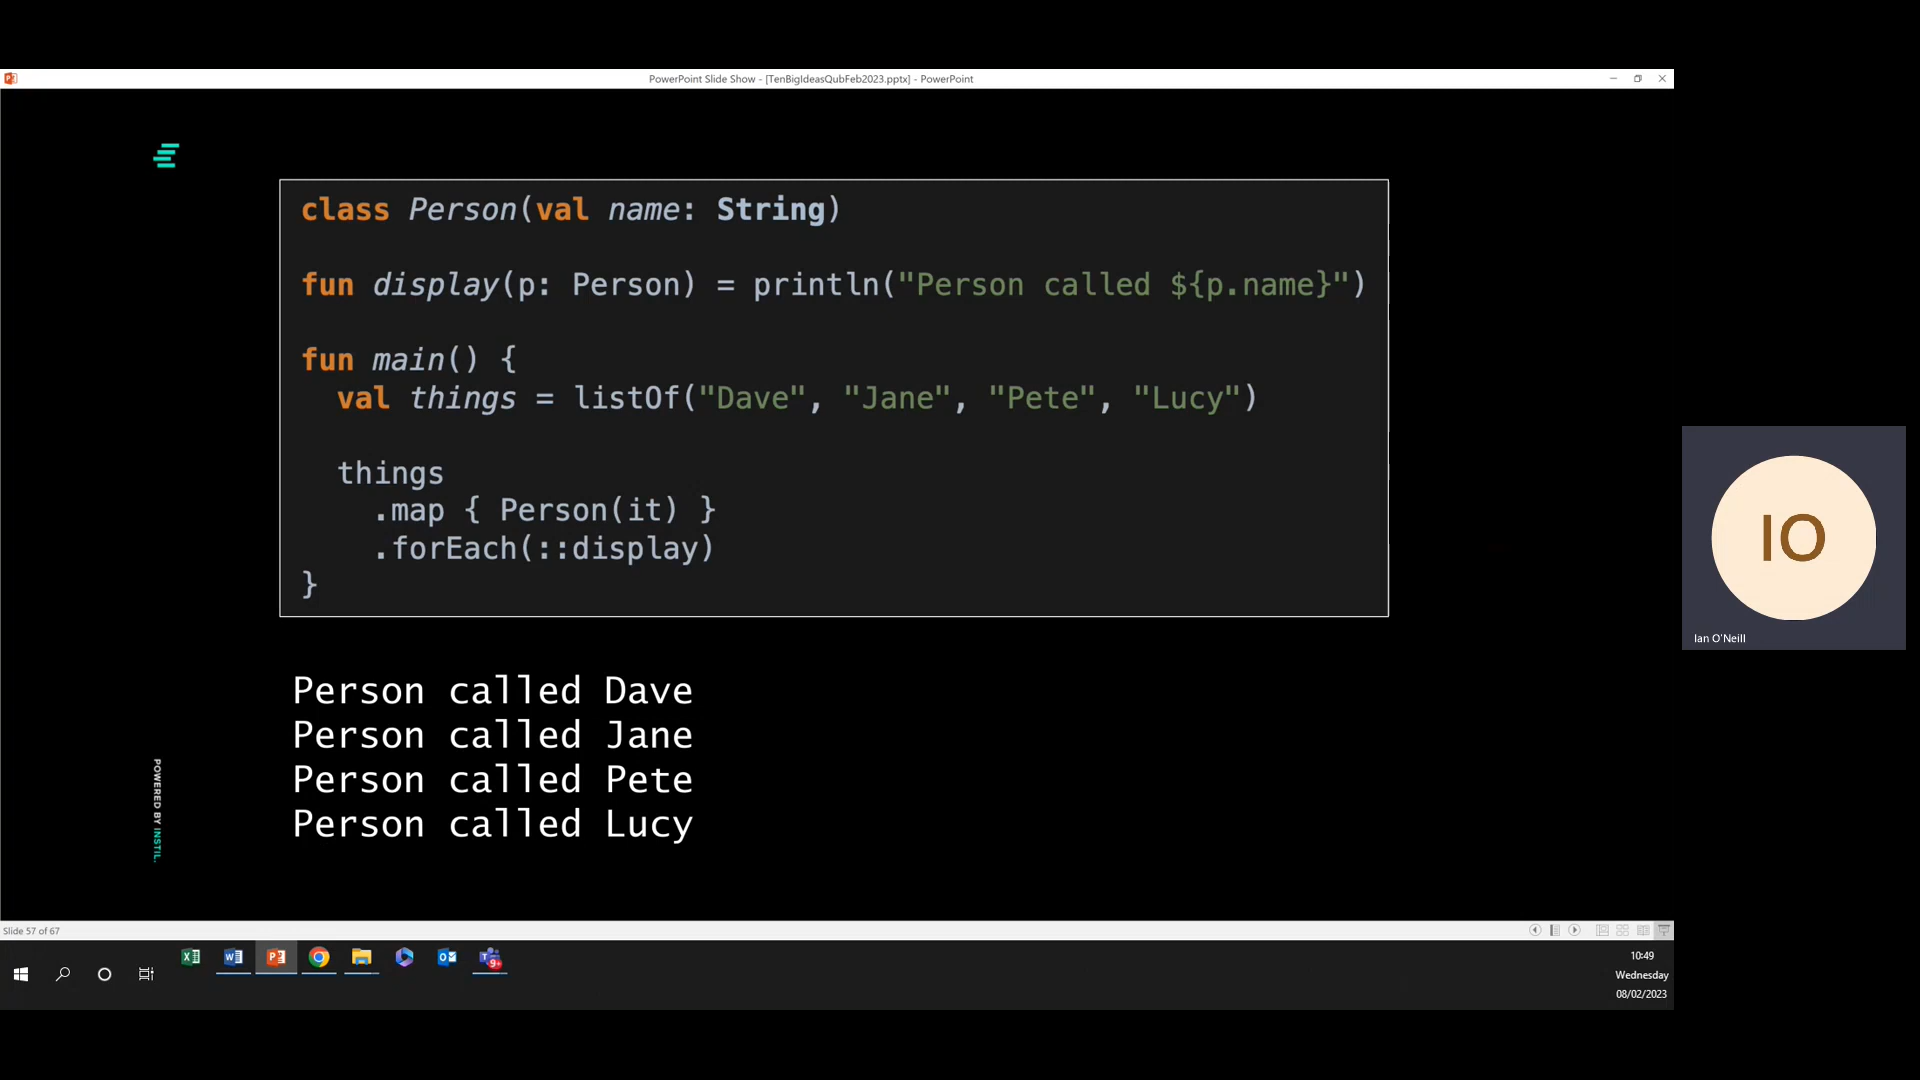 PowerPoint Slide Show - [TenBigIdeasQubFeb2023.pptx] - PowerPoint
class Person(val name: String)
fun display(p: Person) = println("Person called ${p.name}")
fun main() {
val things = listOf("Dave", "Jane", "Pete", "Lucy")
things
.map { Person(it) }
.forEach(::display)
}
Person called Dave
Person called Jane
Person called Pete
Person called Lucy
POWERED BY INSTIL.
IO
Ian O'Neill
Slide 57 of 67
9+
10:49
Wednesday
08/02/2023